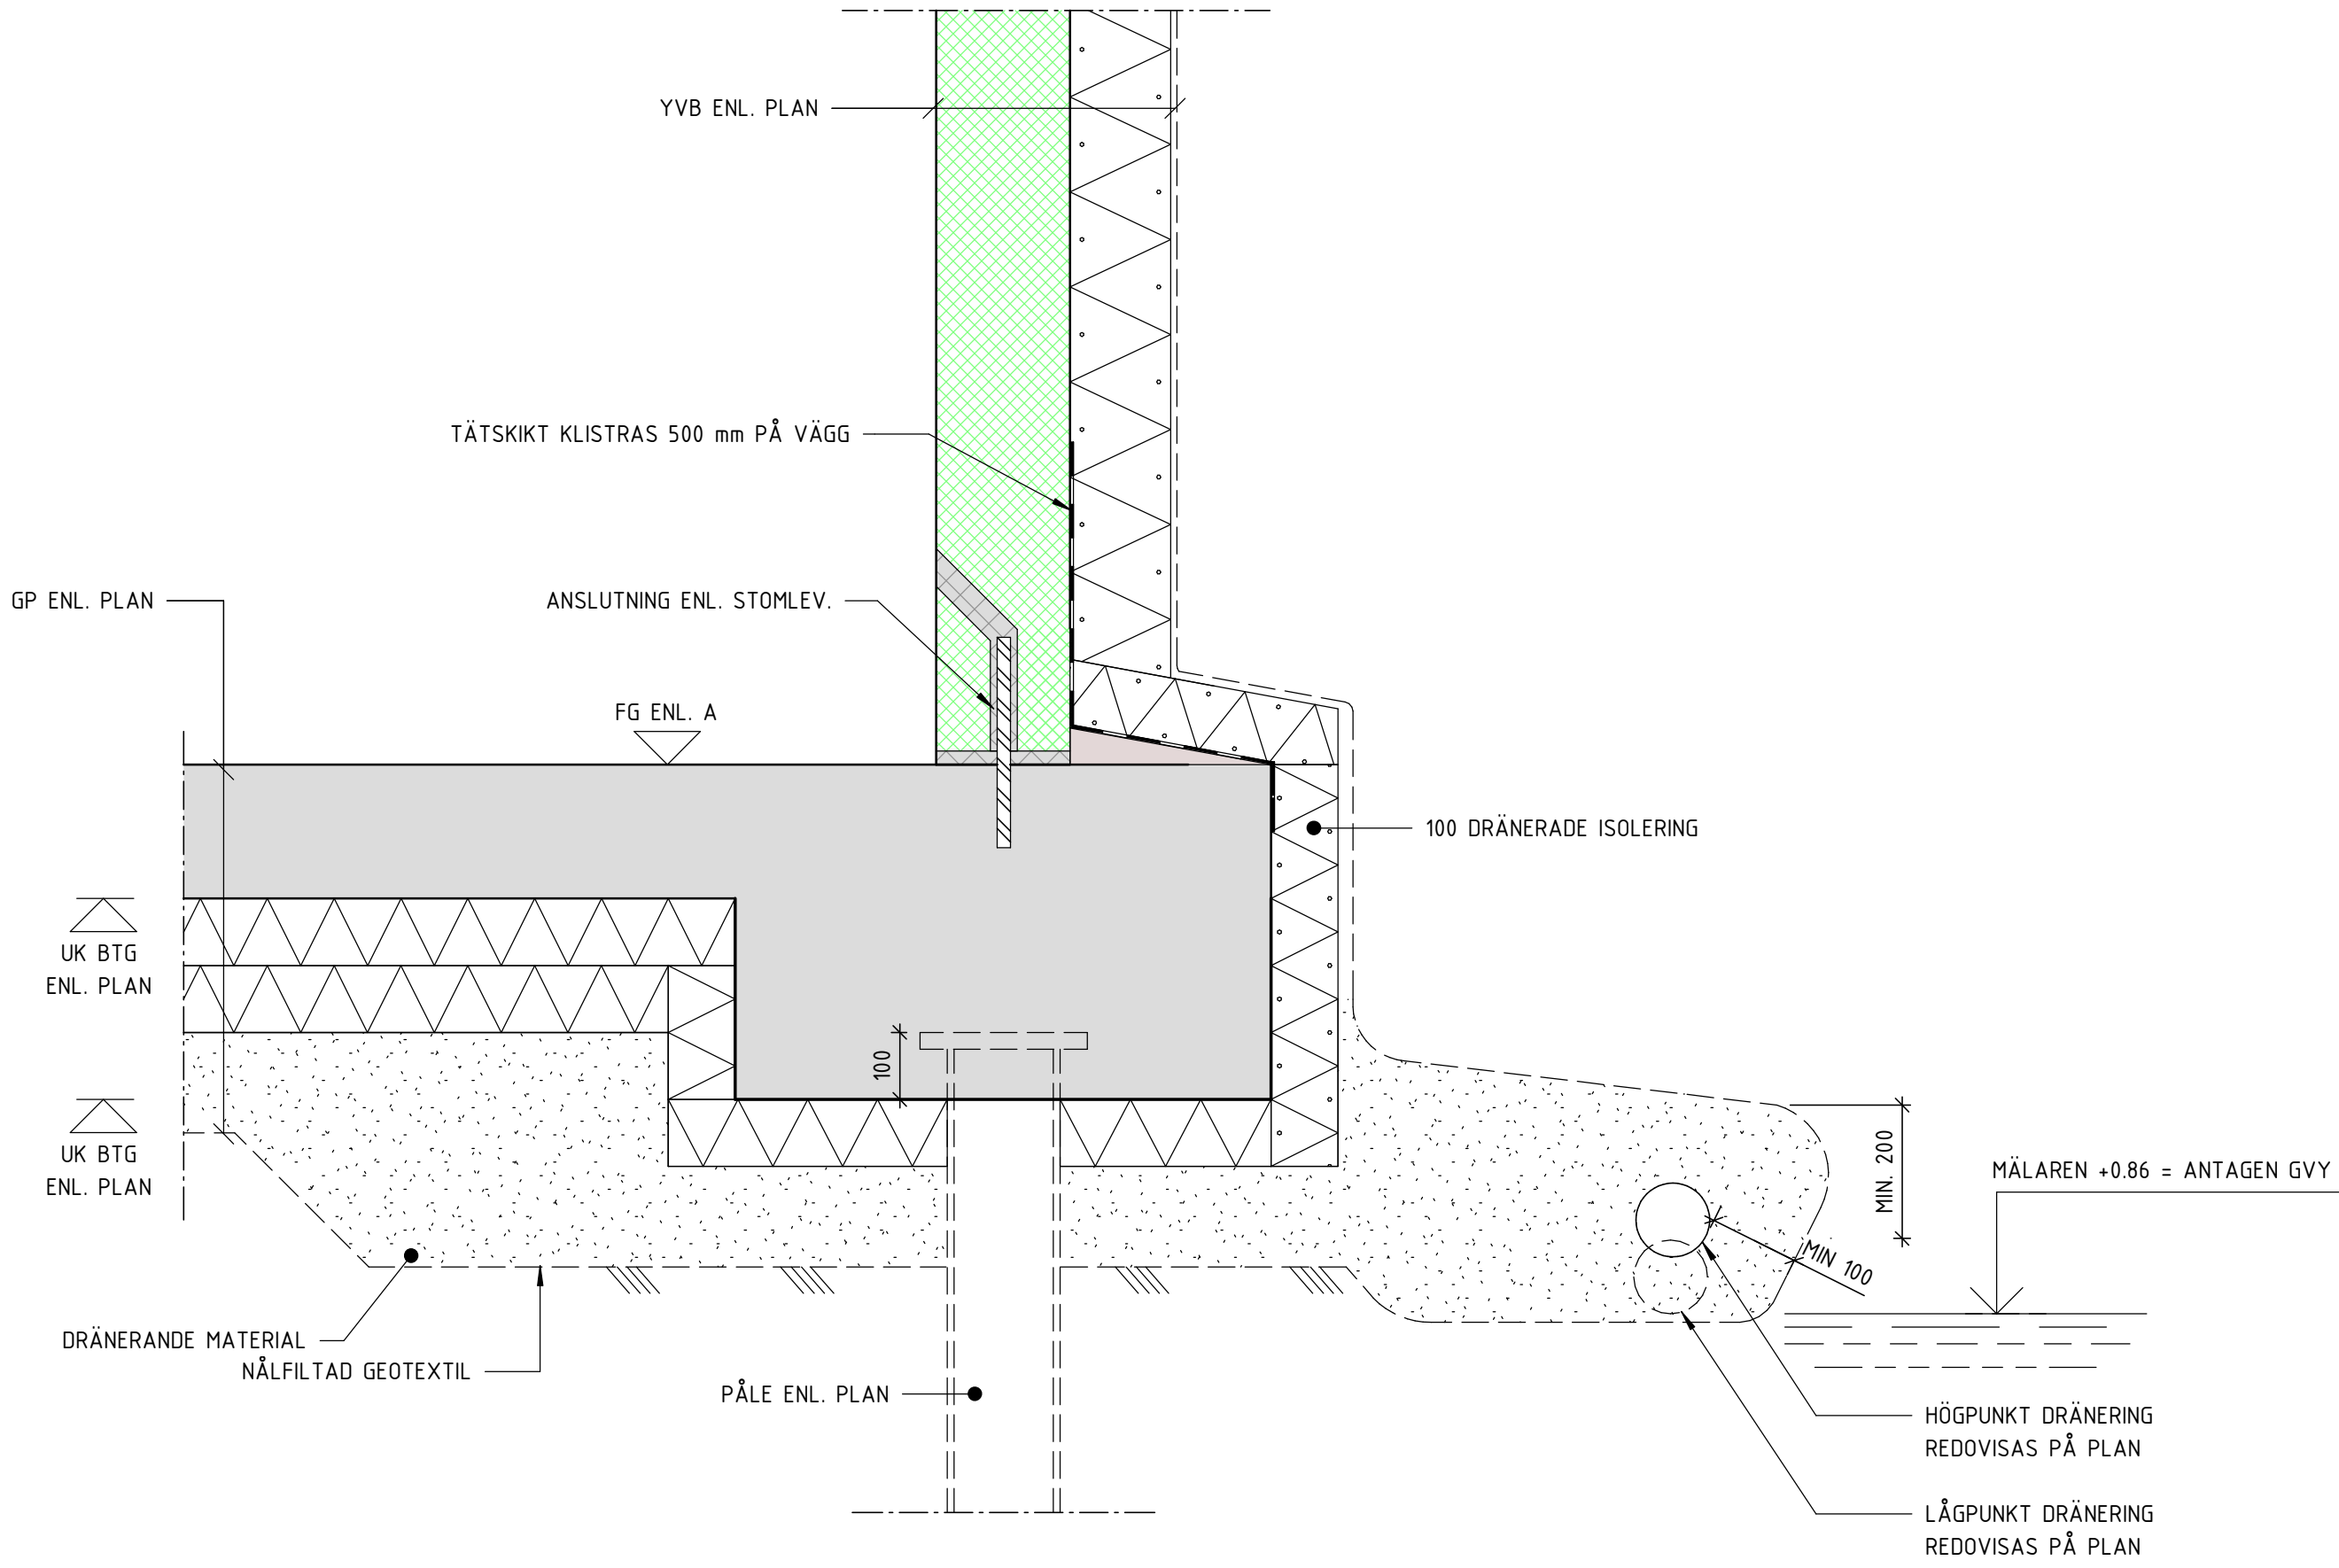 YVB ENL. PLAN
TÄTSKIKT KLISTRAS 500 mm PÅ VÄGG
GP ENL. PLAN
ANSLUTNING ENL. STOMLEV.
FG ENL. A
100 DRÄNERADE ISOLERING
UK BTG
ENL. PLAN
100
UK BTG
ENL. PLAN
MIN. 200
MÄLAREN +0.86 = ANTAGEN GVY
MIN 100
DRÄNERANDE MATERIAL
NÅLFILTAD GEOTEXTIL
PÅLE ENL. PLAN
HÖGPUNKT DRÄNERING
REDOVISAS PÅ PLAN
LÅGPUNKT DRÄNERING
REDOVISAS PÅ PLAN